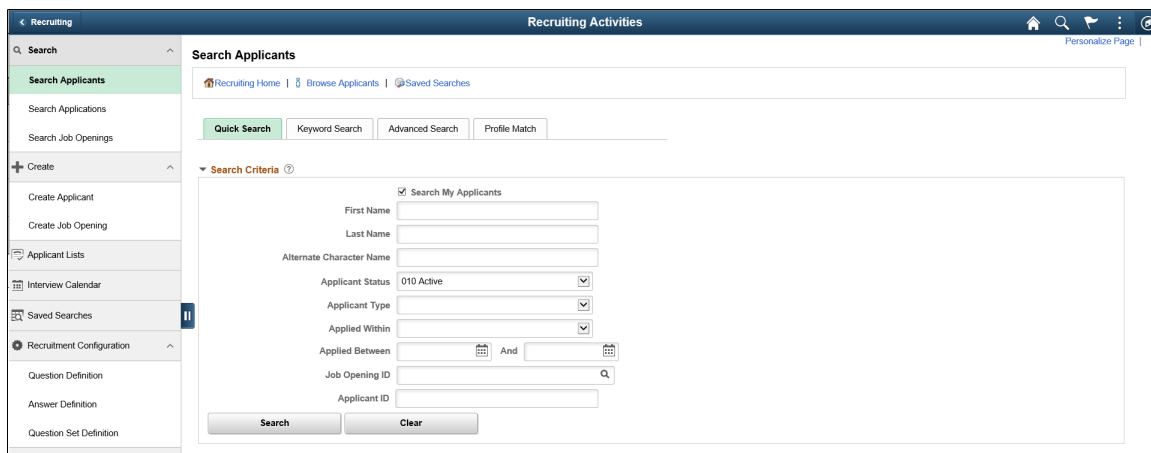 Recruiting
Recruiting Activities
Personalize Page |
Search
Search Applicants
Search Applications
Search Job Openings
Create
Create Applicant
Create Job Opening
Applicant Lists
Interview Calendar
Saved Searches
Recruitment Configuration
Question Definition
Answer Definition
Question Set Definition
Search Applicants
Recruiting Home | Browse Applicants | Saved Searches
Quick Search Keyword Search Advanced Search Profile Match
Search Criteria ?
Search My Applicants
First Name
Last Name
Alternate Character Name
Applicant Status 010 Active
Applicant Type
Applied Within
Applied Between And
Job Opening ID
Applicant ID
Search Clear